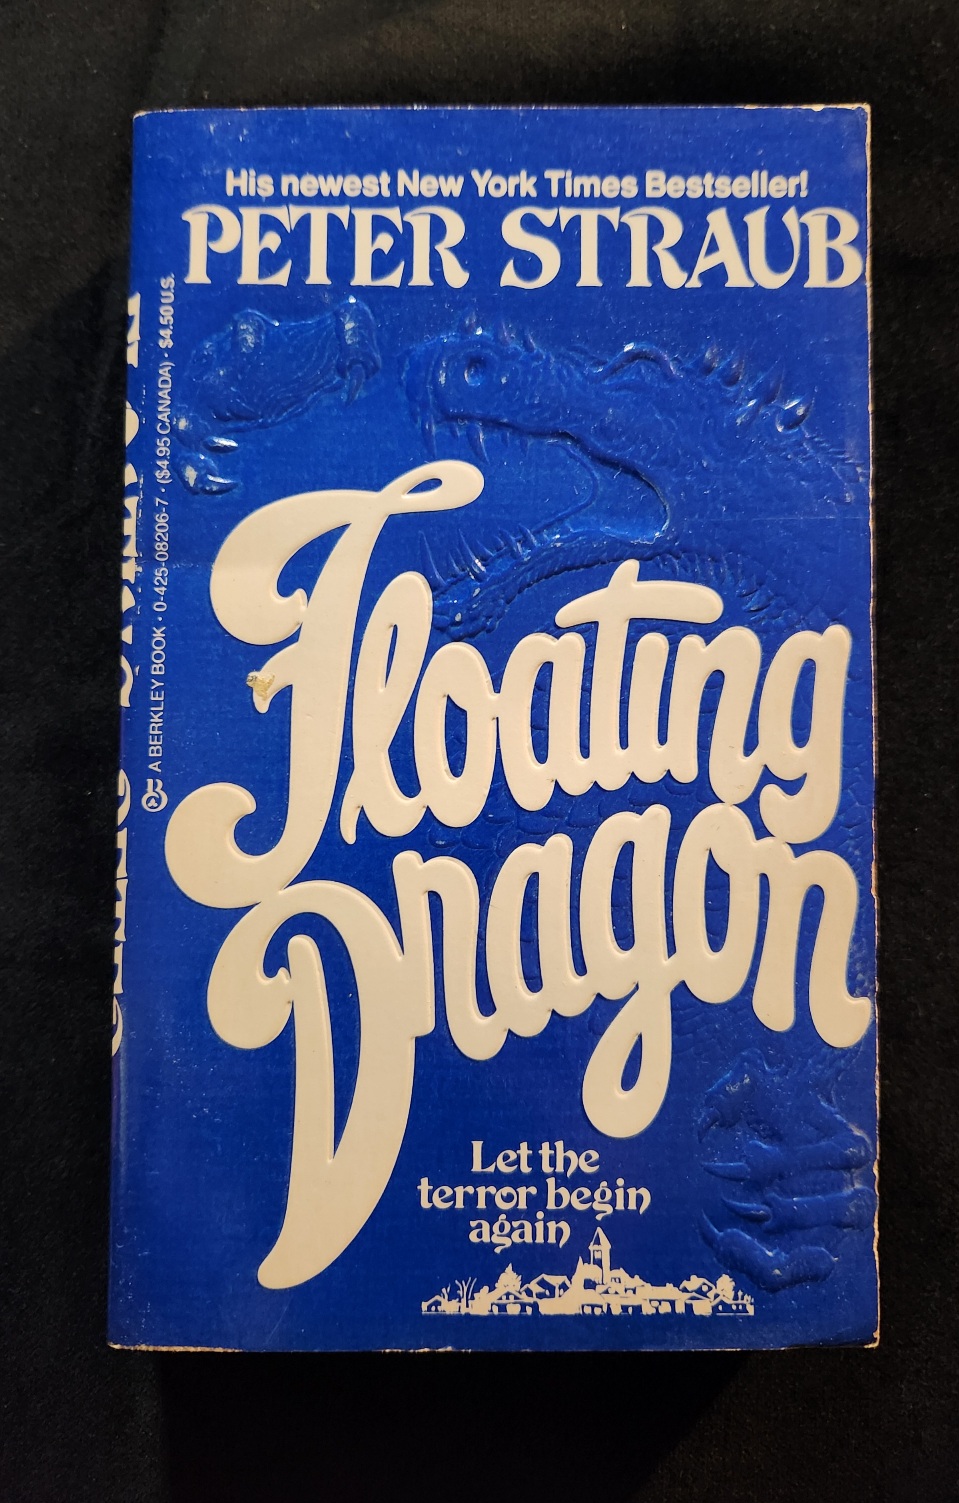 His newest New York Times Bestseller!
PETER STRAUB
A BERKLEY BOOK • 0-425-08206-7 • ($4.95 CANADA) • $4.50 U.S.
Floating
Dragon
Let the
terror begin
again